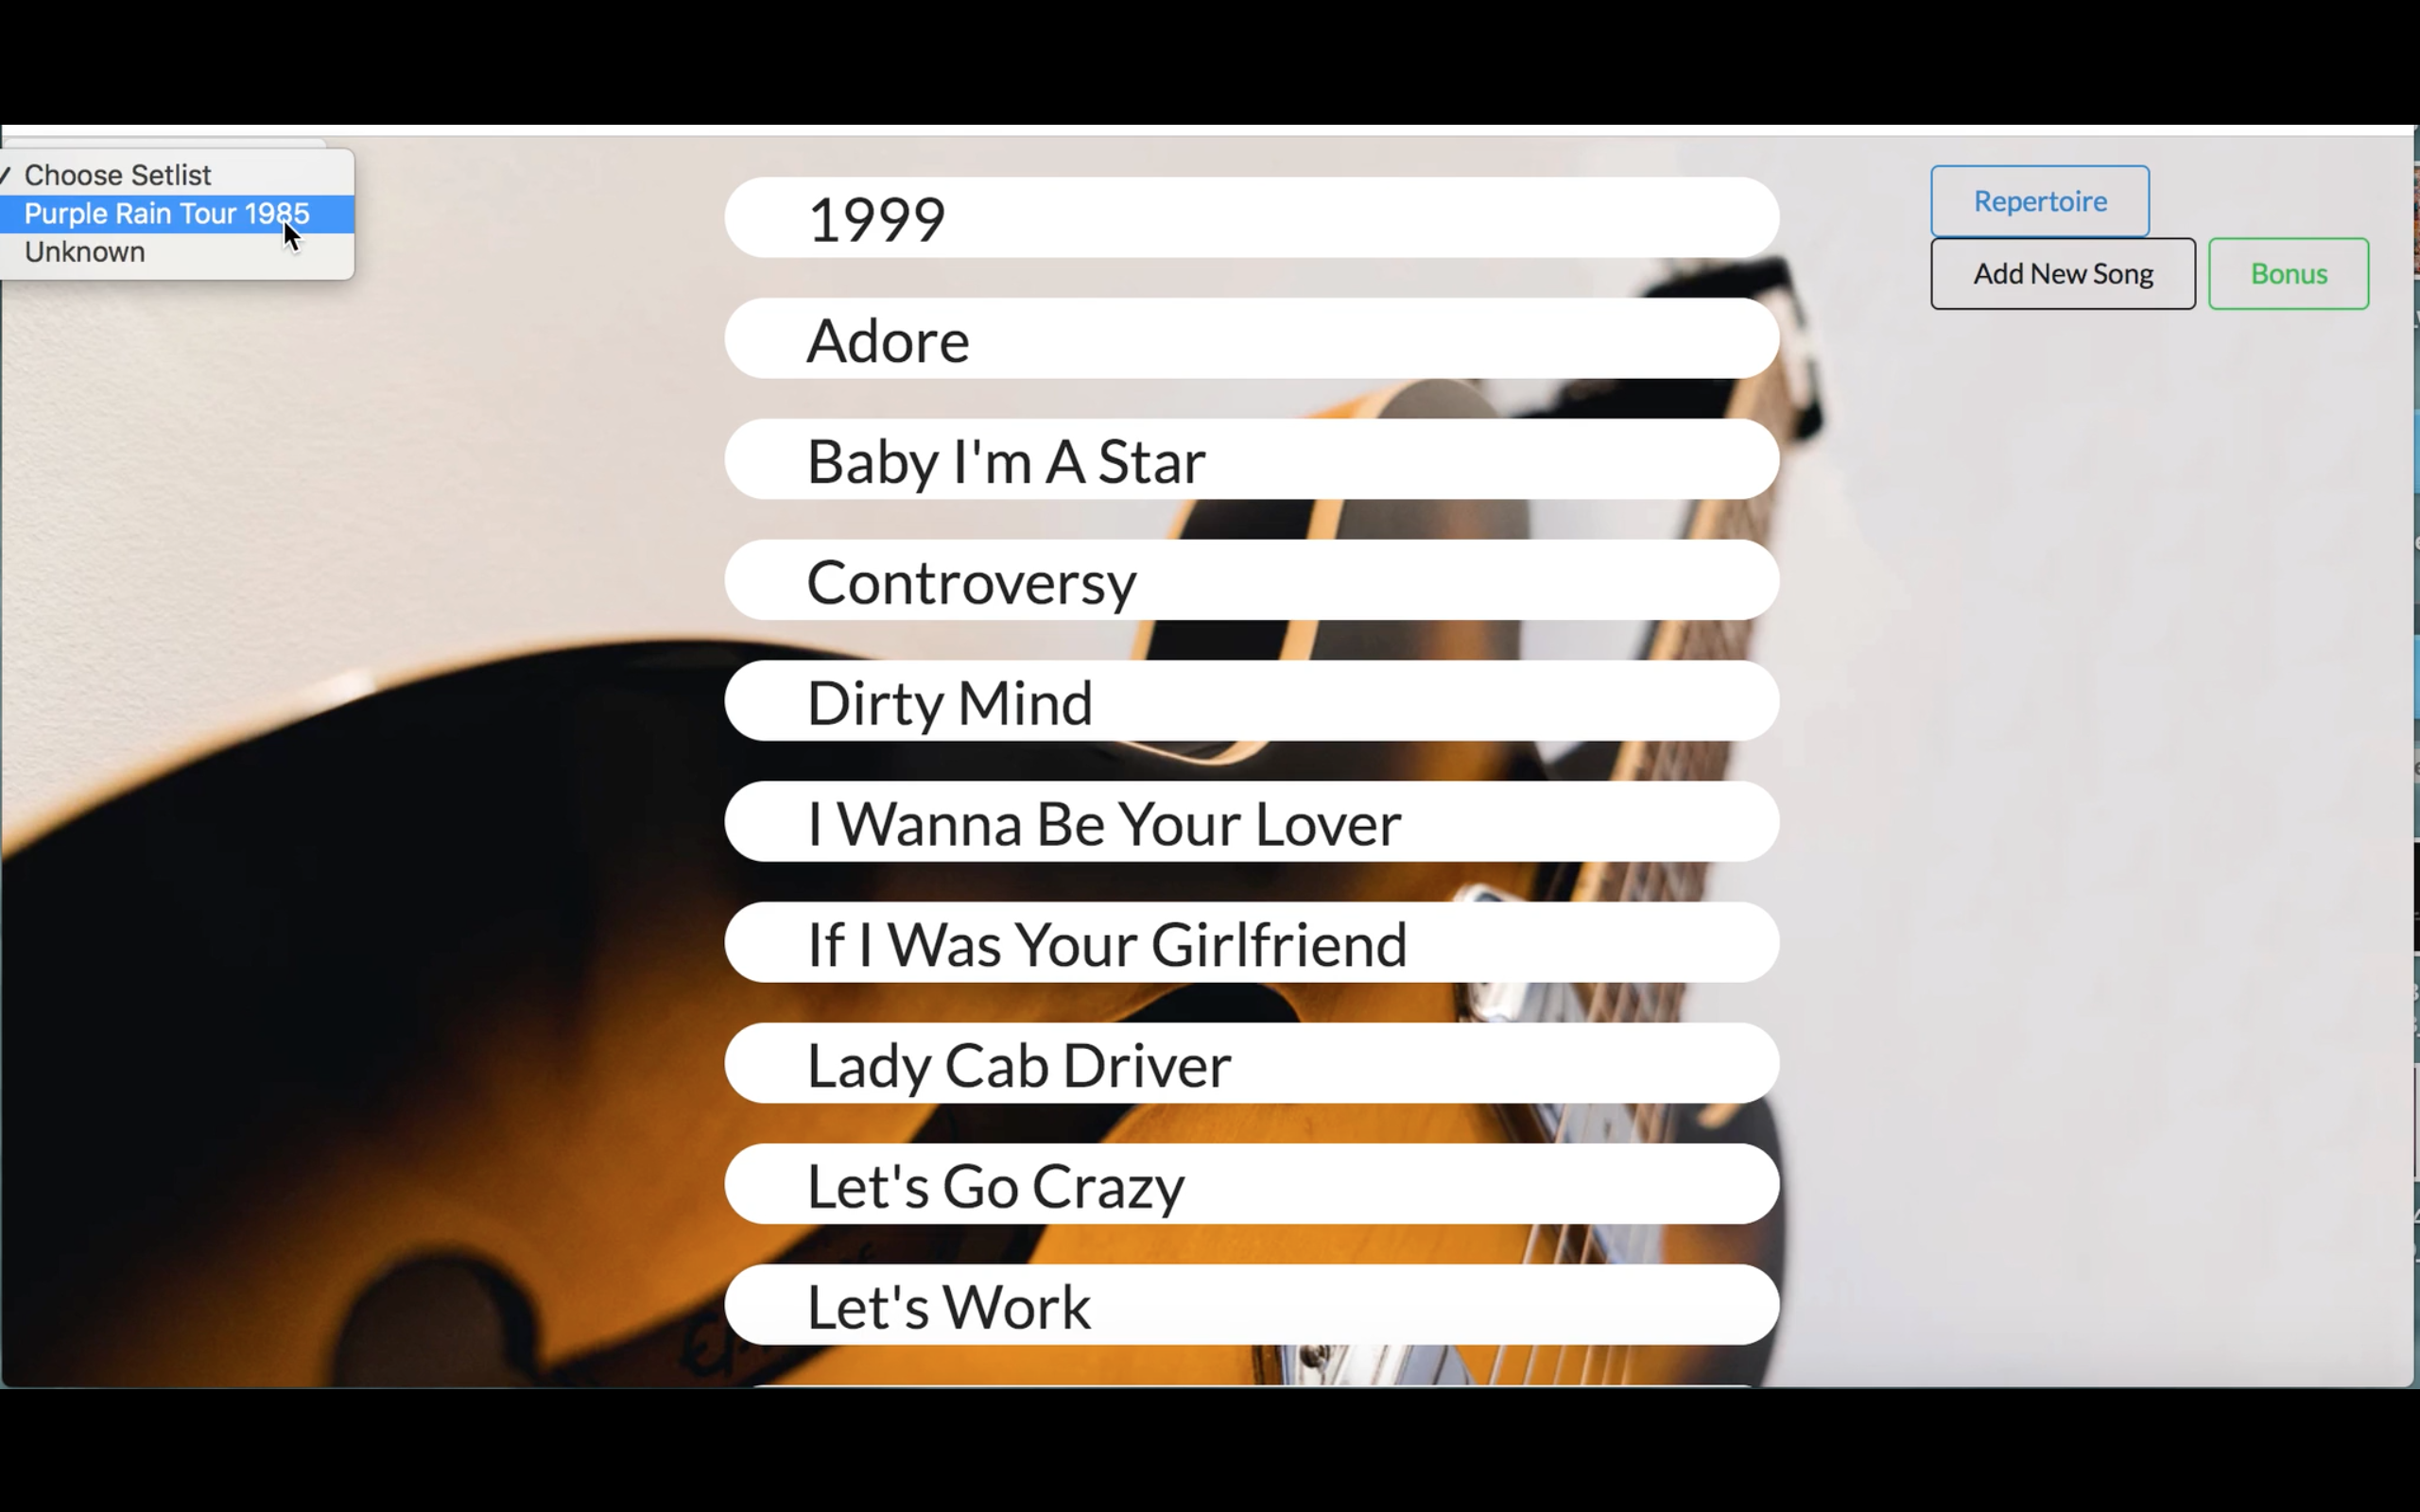 Choose Setlist
Purple Rain Tour 1985
Unknown
1999
Adore
Baby I'm A Star
Controversy
Dirty Mind
I Wanna Be Your Lover
If I Was Your Girlfriend
Lady Cab Driver
Let's Go Crazy
Let's Work
Repertoire
Add New Song
Bonus